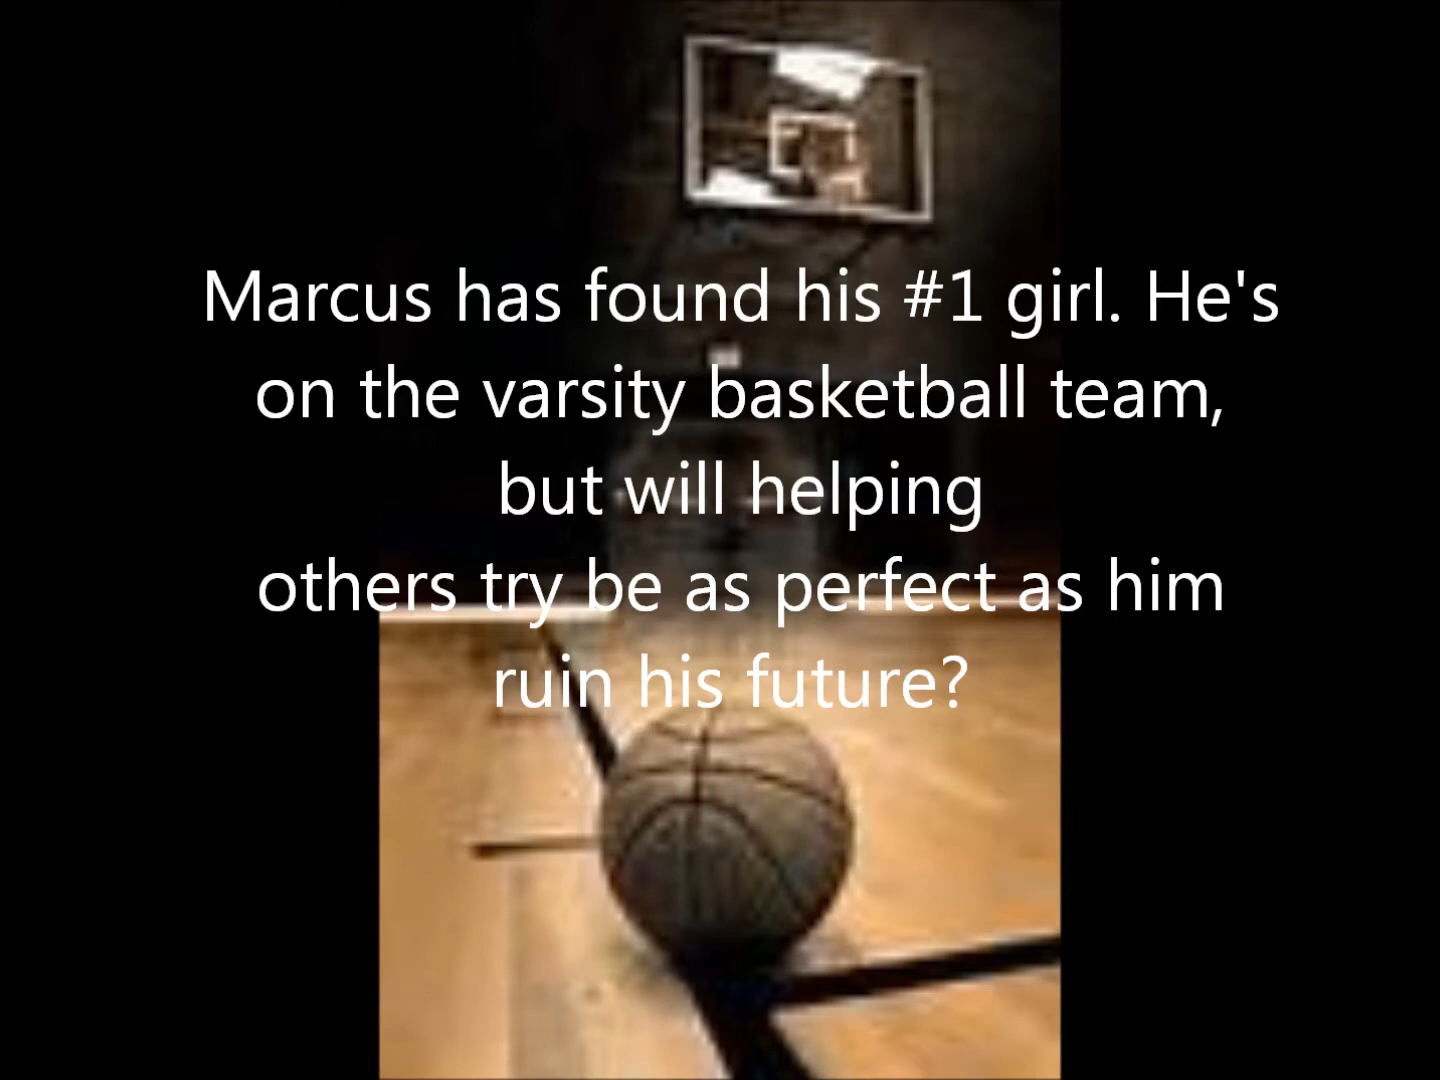 Marcus has found his #1 girl. He's
on the varsity basketball team,
but will helping
others try be as perfect as him
ruin his future?